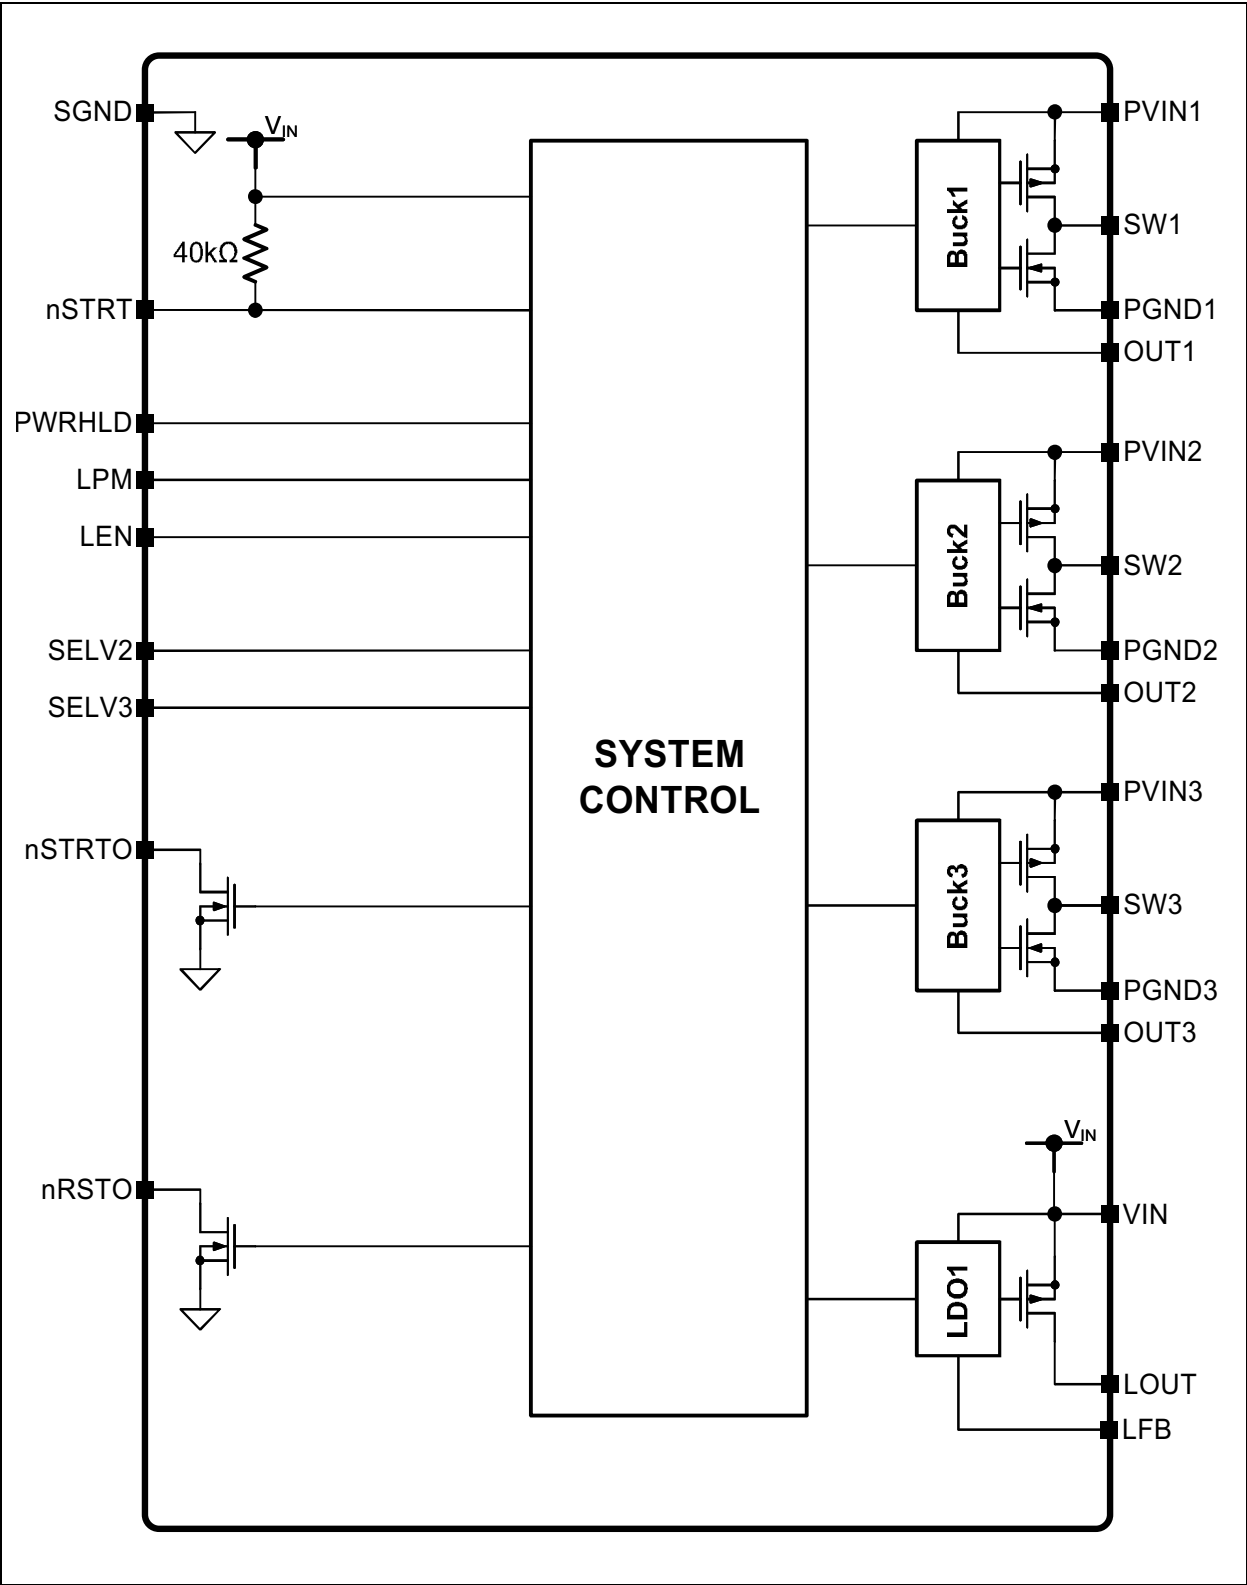 SGND
VIN
40kΩ
nSTRT
PWRHLD
LPM
LEN
SELV2
SELV3
nSTRTO
nRSTO
SYSTEM
CONTROL
Buck1
PVIN1
SW1
PGND1
OUT1
Buck2
PVIN2
SW2
PGND2
OUT2
Buck3
PVIN3
SW3
PGND3
OUT3
VIN
VIN
LDO1
LOUT
LFB